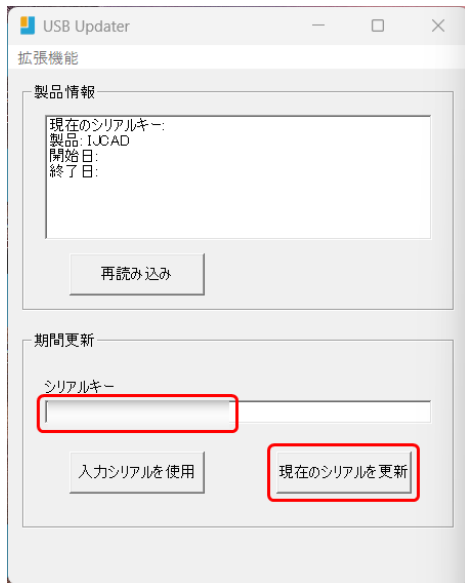 USB Updater
拡張機能
製品情報
現在のシリアルキー:
製品: IJCAD
開始日:
終了日:
再読み込み
期間更新
シリアルキー
入力シリアルを使用
現在のシリアルを更新